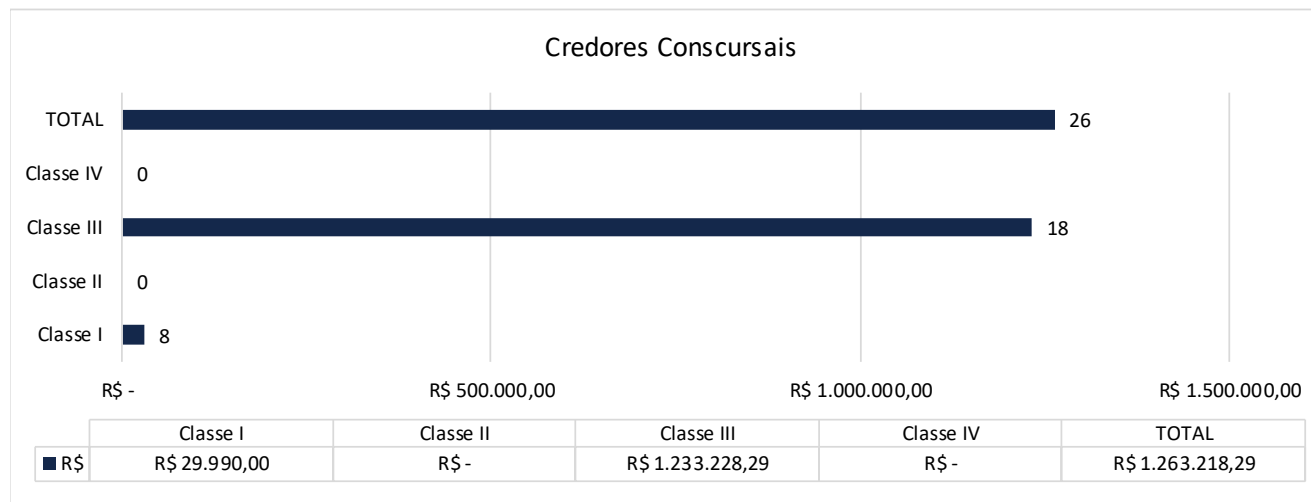 Credores Conscursais
TOTAL 26
Classe IV 0
Classe III 18
Classe II 0
Classe I 8
R$ - R$ 500.000,00 R$ 1.000.000,00 R$ 1.500.000,00
Classe I Classe II Classe III Classe IV TOTAL
R$ R$ 29.990,00 R$ - R$ 1.233.228,29 R$ - R$ 1.263.218,29